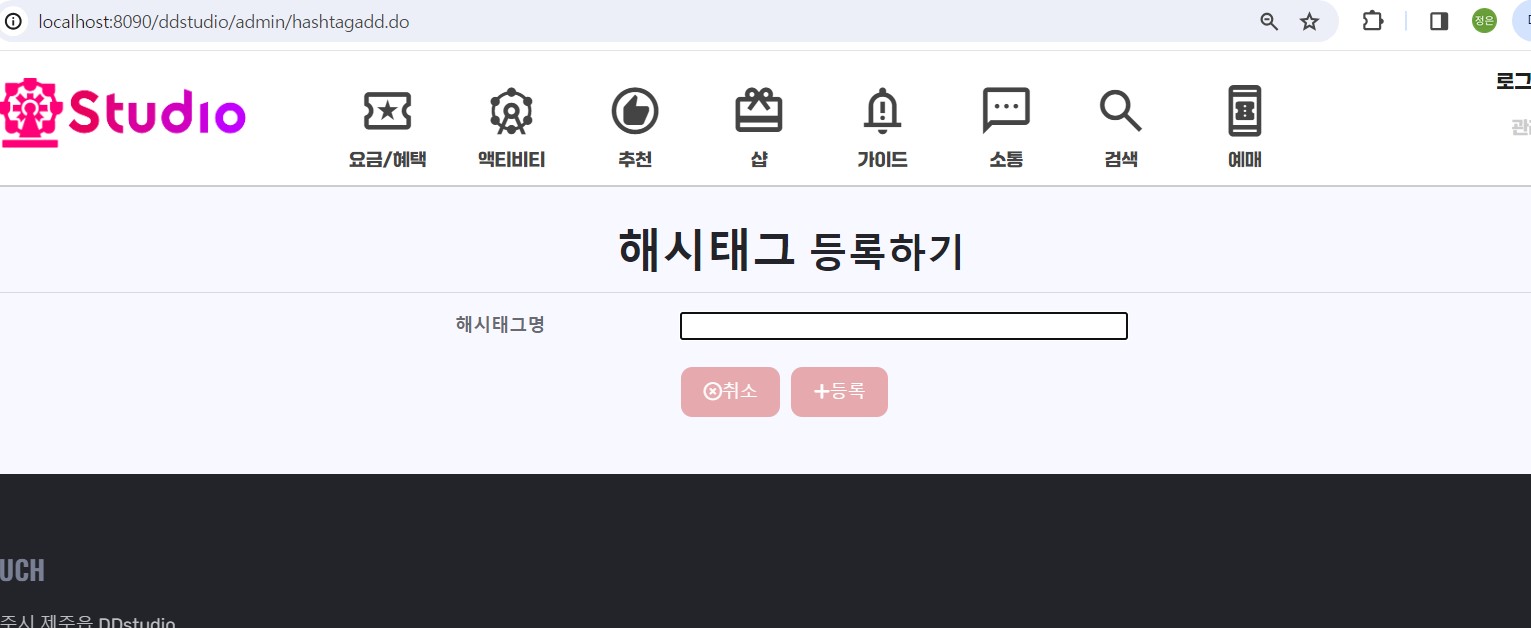 localhost:8090/ddstudio/admin/hashtagadd.do
정은
Studio
요금/혜택
액티비티
추천
샵
가이드
소통
검색
예매
로그
해시태그 등록하기
해시태그명
취소
등록
UCH
주시 제주읍 DDstudio